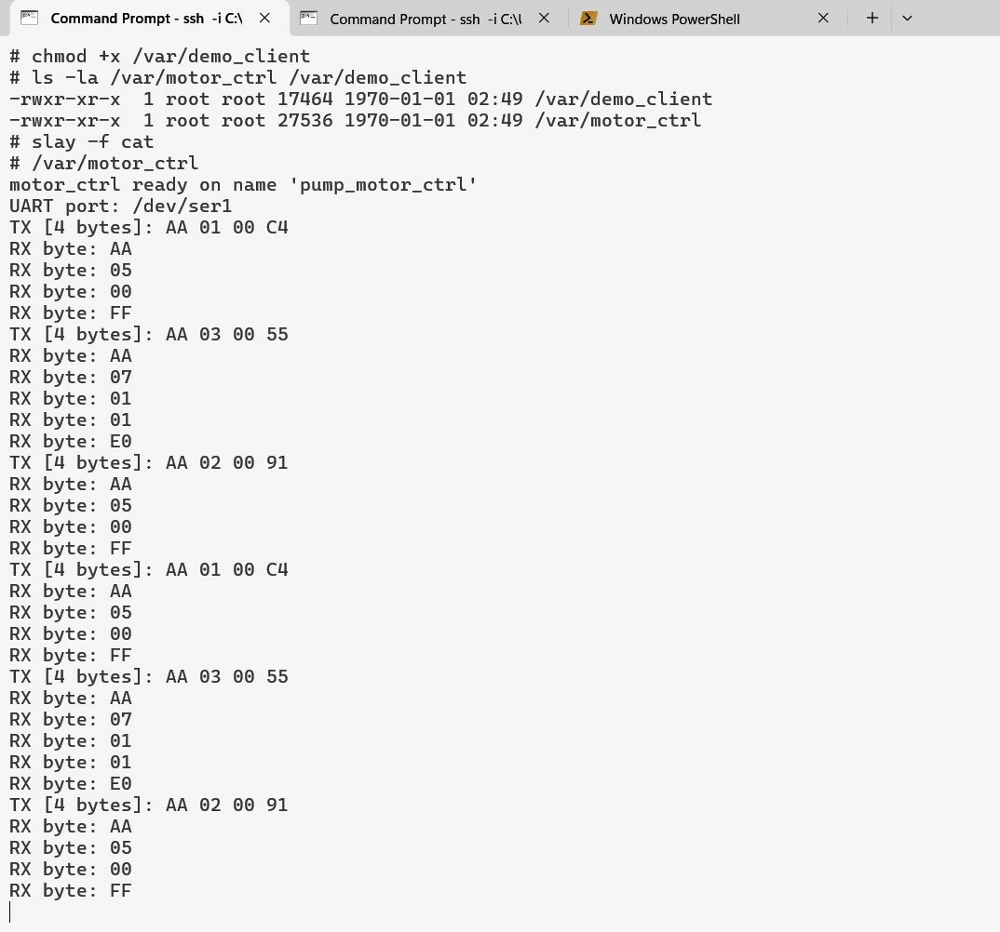 Command Prompt - ssh -i C:\
Command Prompt - ssh -i C:\
Windows PowerShell
# chmod +x /var/demo_client
# ls -la /var/motor_ctrl /var/demo_client
-rwxr-xr-x  1 root root 17464 1970-01-01 02:49 /var/demo_client
-rwxr-xr-x  1 root root 27536 1970-01-01 02:49 /var/motor_ctrl
# slay -f cat
# /var/motor_ctrl
motor_ctrl ready on name 'pump_motor_ctrl'
UART port: /dev/ser1
TX [4 bytes]: AA 01 00 C4
RX byte: AA
RX byte: 05
RX byte: 00
RX byte: FF
TX [4 bytes]: AA 03 00 55
RX byte: AA
RX byte: 07
RX byte: 01
RX byte: 01
RX byte: E0
TX [4 bytes]: AA 02 00 91
RX byte: AA
RX byte: 05
RX byte: 00
RX byte: FF
TX [4 bytes]: AA 01 00 C4
RX byte: AA
RX byte: 05
RX byte: 00
RX byte: FF
TX [4 bytes]: AA 03 00 55
RX byte: AA
RX byte: 07
RX byte: 01
RX byte: 01
RX byte: E0
TX [4 bytes]: AA 02 00 91
RX byte: AA
RX byte: 05
RX byte: 00
RX byte: FF